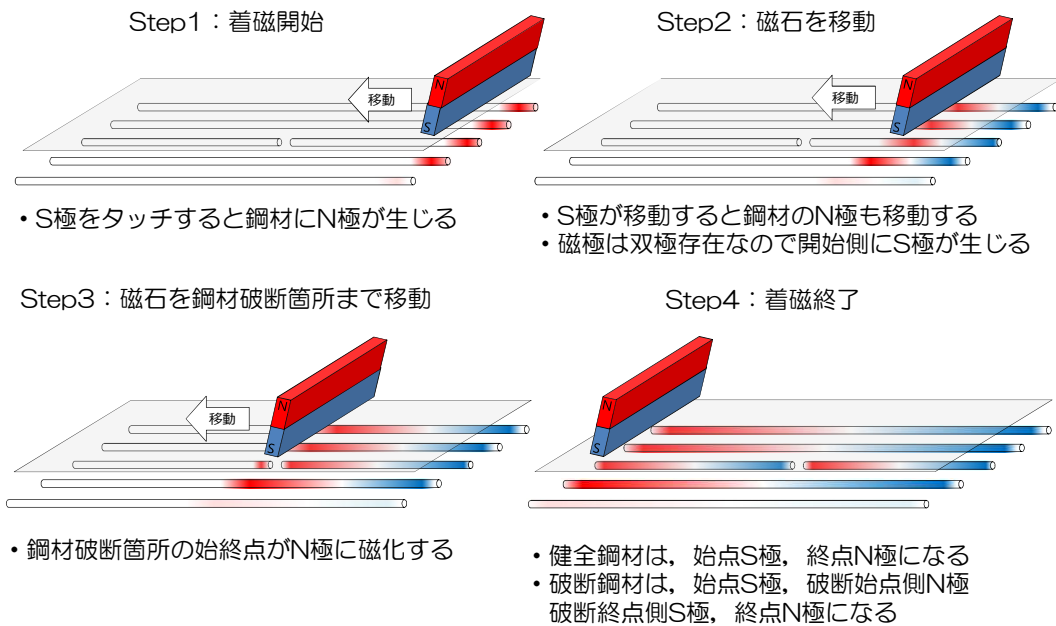 Step1：着磁開始
N
S
移動
・S極をタッチすると鋼材にN極が生じる
Step2：磁石を移動
N
S
移動
・S極が移動すると鋼材のN極も移動する
・磁極は双極存在なので開始側にS極が生じる
Step3：磁石を鋼材破断箇所まで移動
N
S
移動
・鋼材破断箇所の始終点がN極に磁化する
Step4：着磁終了
N
S
・健全鋼材は，始点S極，終点N極になる
・破断鋼材は，始点S極，破断始点側N極
破断終点側S極，終点N極になる